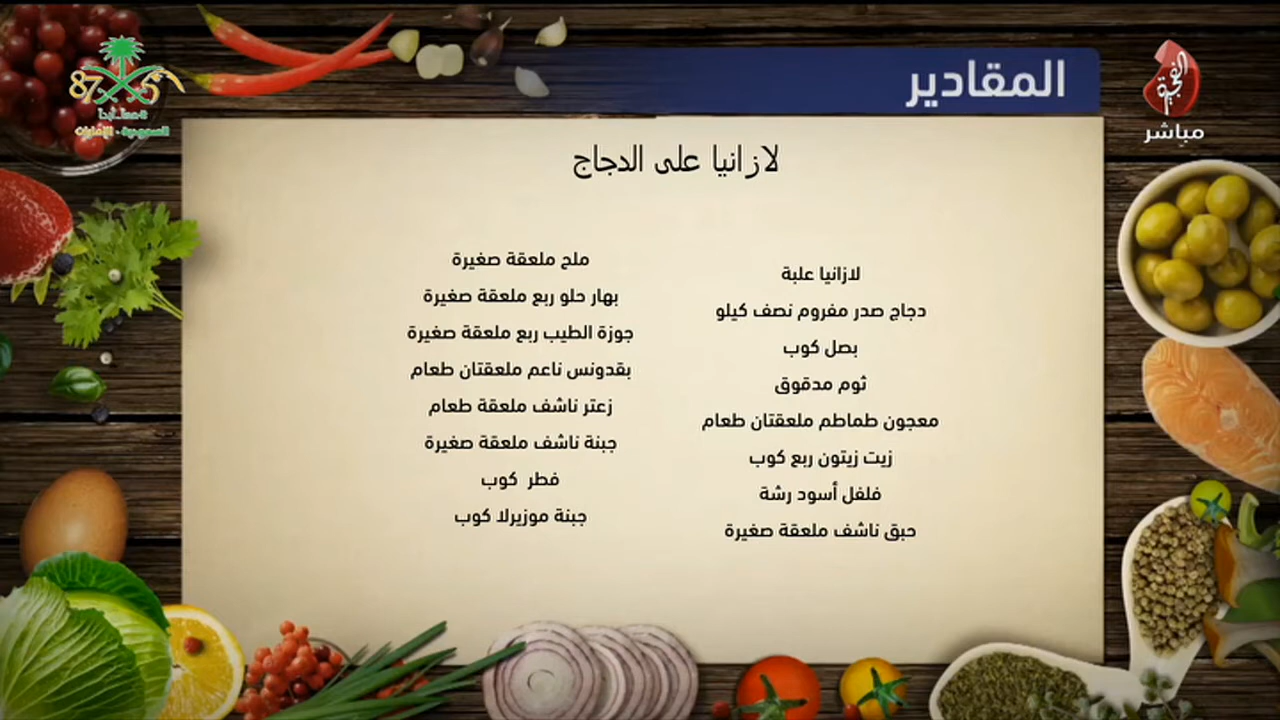 المقادير
مباشر
87
السعودية - الإمارات
لازانيا على الدجاج
لازانيا علبة
دجاج صدر مفروم نصف كيلو
بصل كوب
ثوم مدقوق
معجون طماطم ملعقتان طعام
زيت زيتون ربع كوب
فلفل أسود رشة
حبق ناشف ملعقة صغيرة
ملح ملعقة صغيرة
بهار حلو ربع ملعقة صغيرة
جوزة الطيب ربع ملعقة صغيرة
بقدونس ناعم ملعقتان طعام
زعتر ناشف ملعقة طعام
جبنة ناشف ملعقة صغيرة
فطر كوب
جبنة موزيرلا كوب